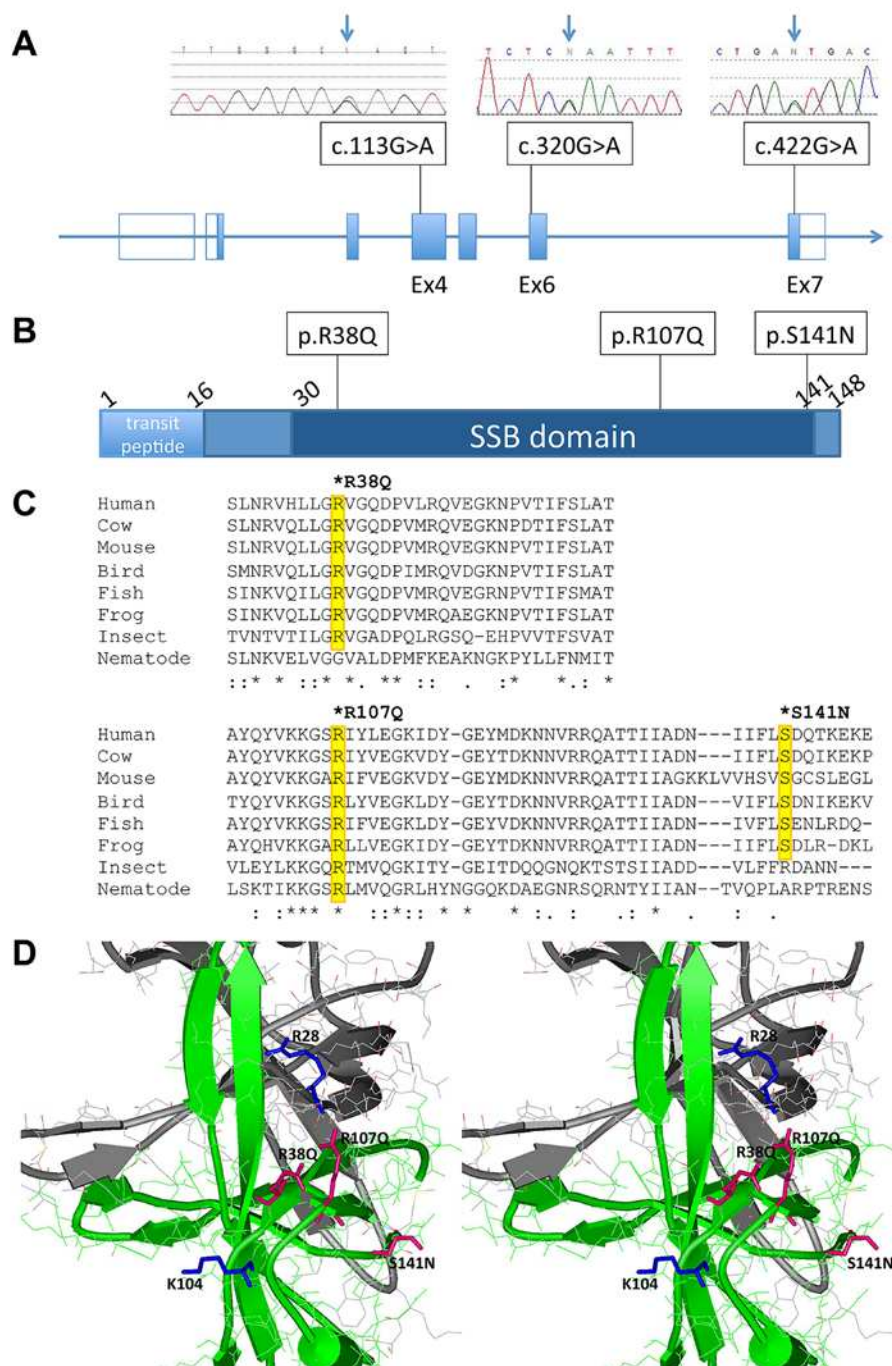 A
T C T C N A A T T T
C T G A N T G A C
c.113G>A
c.320G>A
c.422G>A
Ex4
Ex6
Ex7
B
p.R38Q
p.R107Q
p.S141N
1
16
30
141
148
transit
peptide
SSB domain
C
*R38Q
Human SLNRVHLLGRVGQDPVLRQVEGKNPVTIFSLAT
Cow SLNRVQLLGRVGQDPVMRQVEGKNPDTIFSLAT
Mouse SLNRVQLLGRVGQDPVMRQVEGKNPVTIFSLAT
Bird SMNRVQLLGRVGQDPIMRQVDGKNPVTIFSLAT
Fish SINKVQILGRVGQDPVMRQVEGRNPVTIFSMAT
Frog SINKVQLLGRVGQDPVMRQAEGKNPVTIFSLAT
Insect TVNTVTILGRVGADPQLRGSQ-EHPVVTFSVAT
Nematode SLNKVELVGGVALDPMFKEAKNGKPYLLFNMIT
::* * .* *. ** :: . :* *.: *
*R107Q *S141N
Human AYQYVKKGSRIYLEGKIDY-GEYMDKNNVRRQATTIIADN---IIFLSDQTKEKE
Cow AYQYVKKGSRIYVEGKVDY-GEYTDKNNVRRQATTIIADN---IIFLSDQIKEKP
Mouse AYQYVKKGARIFVEGKVDY-GEYMDKNNVRRQATTIIAGKKLVVHSVSGCSLEGL
Bird TYQYVKKGSRLYVEGKLDY-GEYTDKNNVRRQATTIIADN---VIFLSDNIKEKV
Fish AYQYVKKGSRIFVEGKLDY-GEYVDKNNVRRQATTIIADN---IVFLSENLRDQ-
Frog AYQHVKKGARLLVEGKIDY-GEYTDKNNVRRQATTIIADN---IIFLSDLR-DKL
Insect VLEYLKKGQRTMVQGKITY-GEITDQQGNQKTSTSIIADD---VLFFRDANN---
Nematode LSKTIKKGSRLMVQGRLHYNGGQKDAEGNRSQRNTYIIAN---TVQPLARPTRENS
: :*** * ::*:: * * * :. .: : * . : .
D
R28
R38Q
R107Q
K104
S141N
R28
R38Q
R107Q
K104
S141N